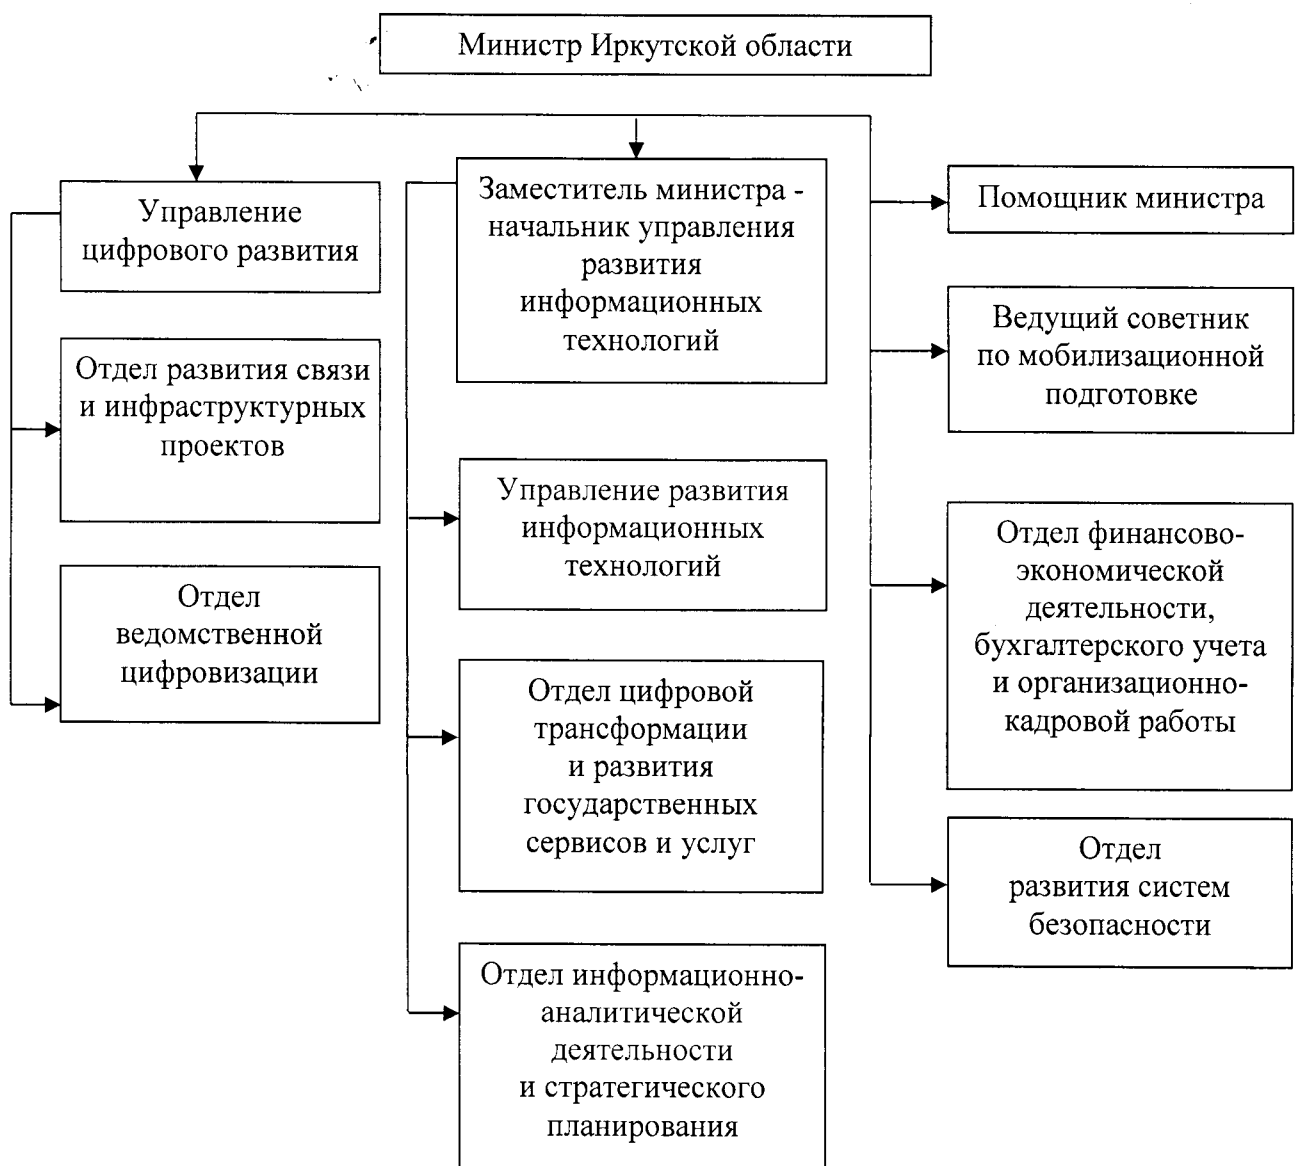 Министр Иркутской области
Управление
цифрового развития
Отдел развития связи
и инфраструктурных
проектов
Отдел
ведомственной
цифровизации
Заместитель министра -
начальник управления
развития
информационных
технологий
Управление развития
информационных
технологий
Отдел цифровой
трансформации
и развития
государственных
сервисов и услуг
Отдел информационно-
аналитической
деятельности
и стратегического
планирования
Помощник министра
Ведущий советник
по мобилизационной
подготовке
Отдел финансово-
экономической
деятельности,
бухгалтерского учета
и организационно-
кадровой работы
Отдел
развития систем
безопасности